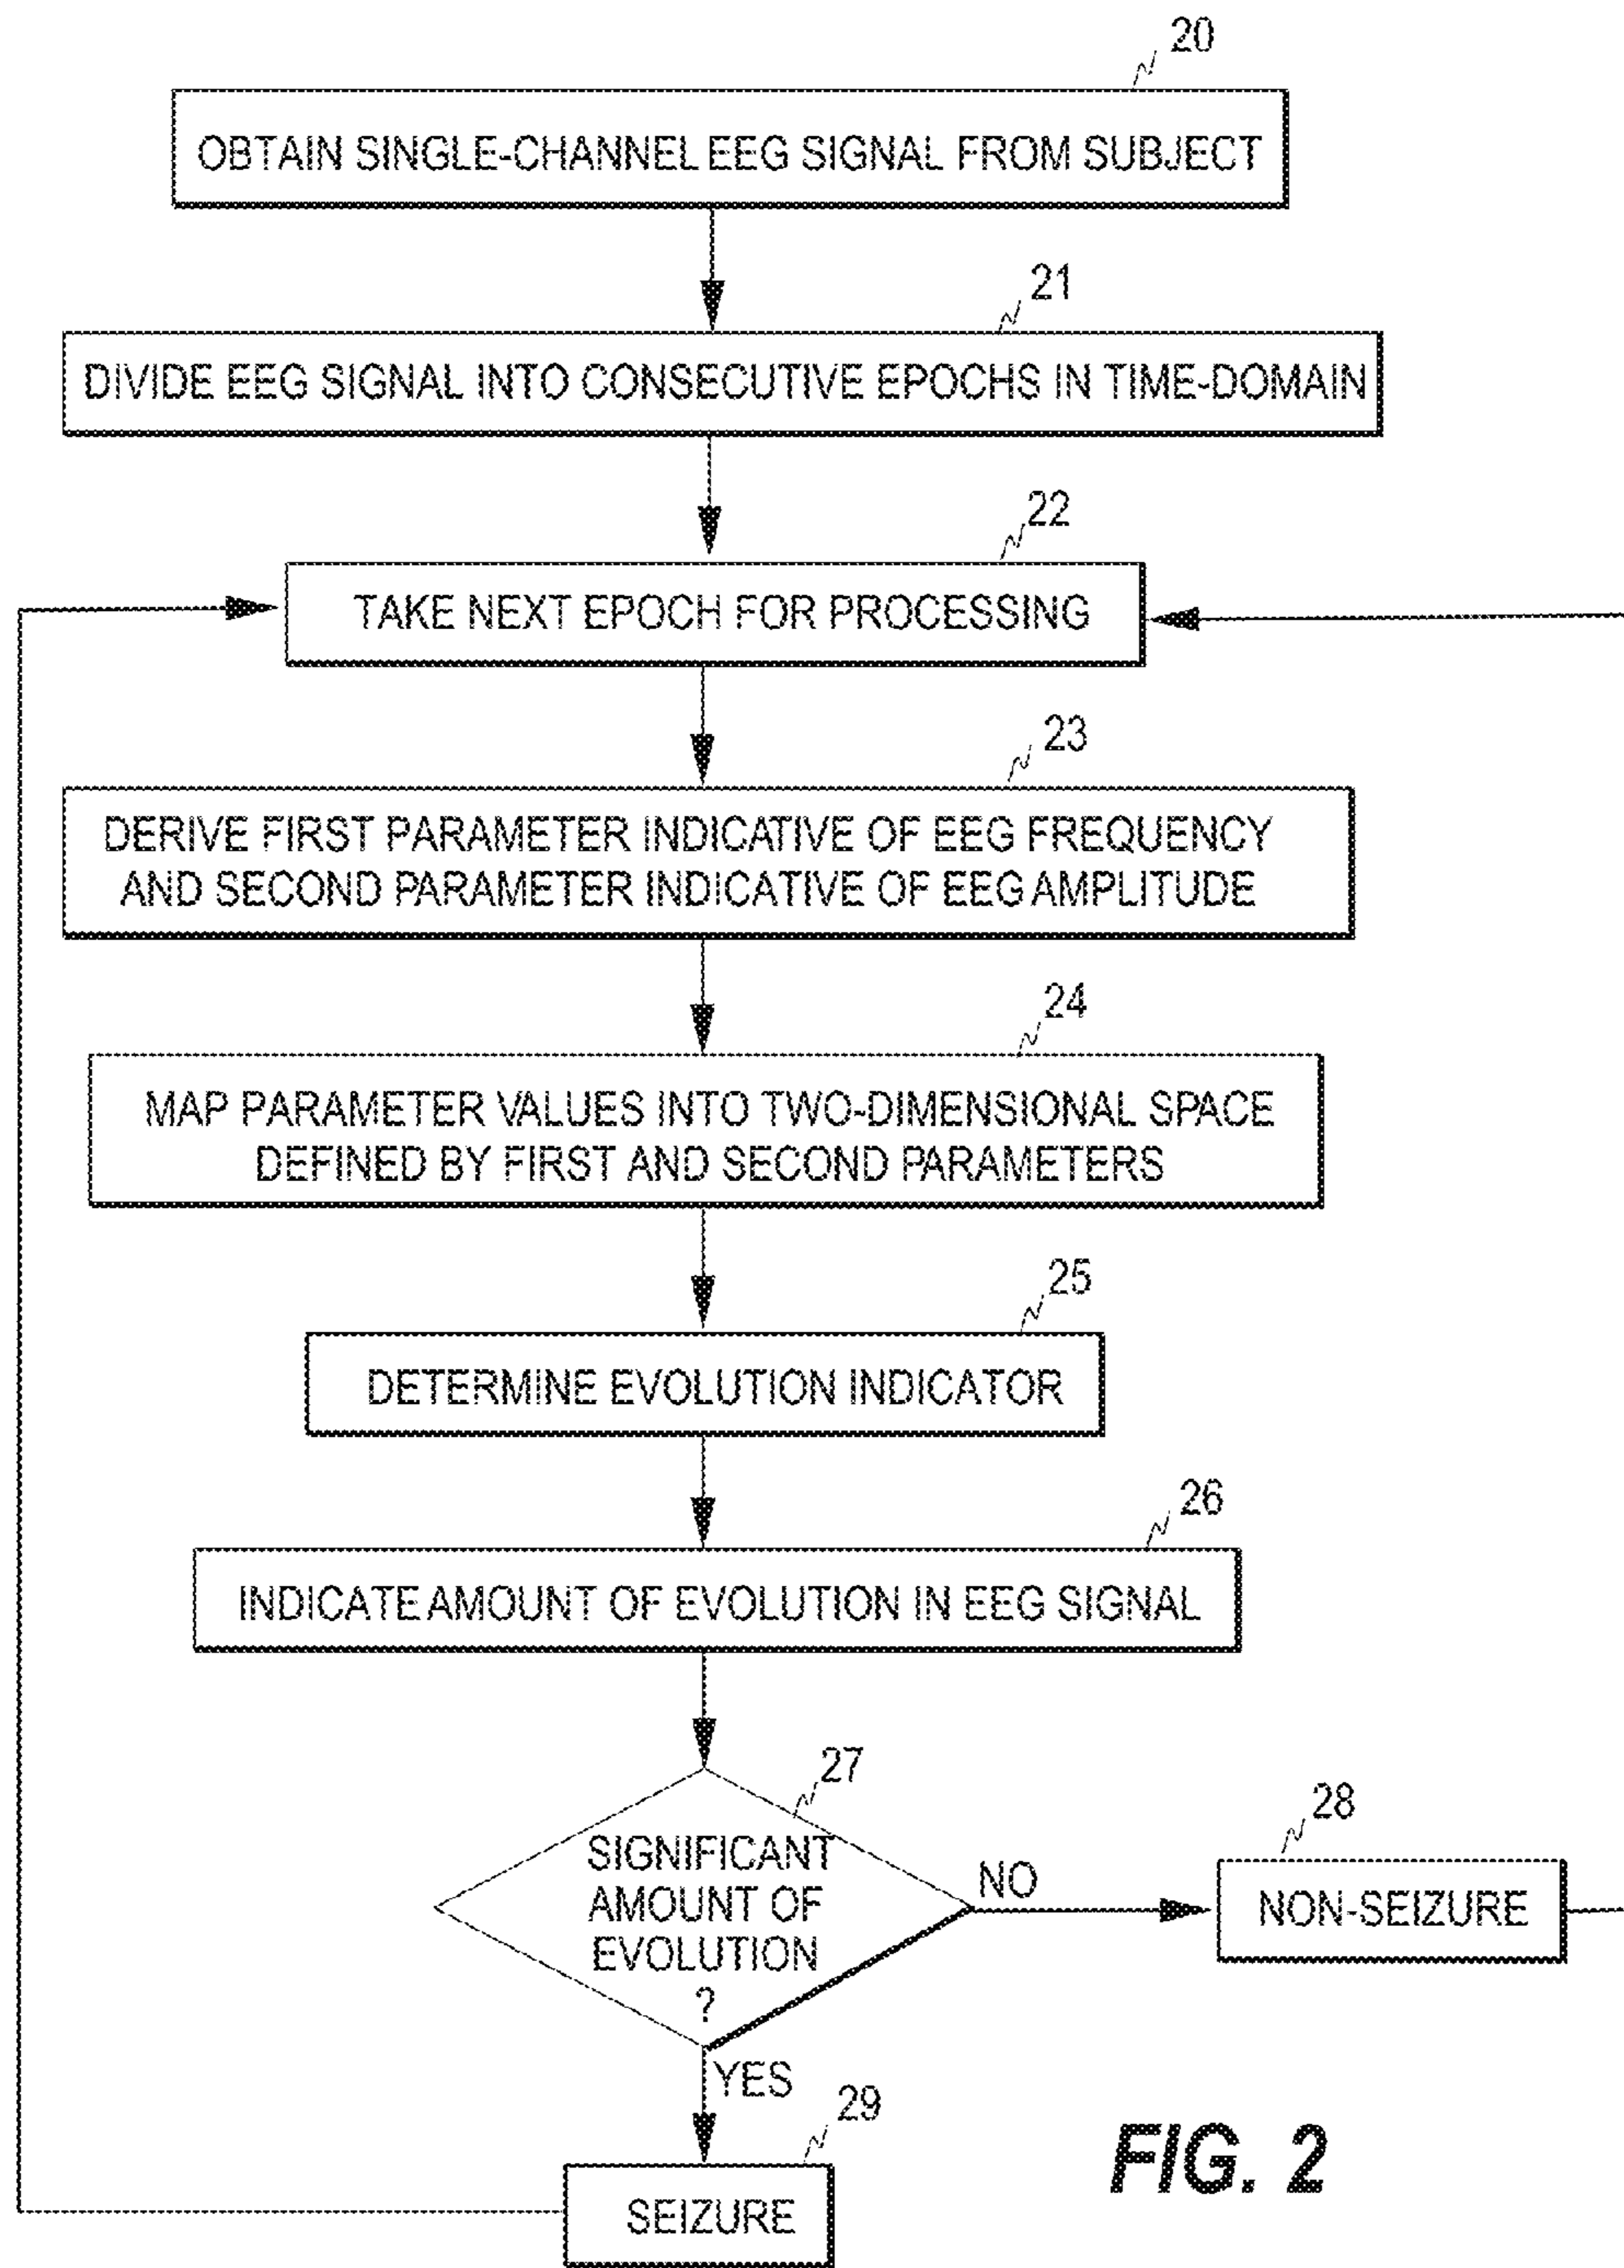 20
OBTAIN SINGLE-CHANNEL EEG SIGNAL FROM SUBJECT
21
DIVIDE EEG SIGNAL INTO CONSECUTIVE EPOCHS IN TIME-DOMAIN
22
TAKE NEXT EPOCH FOR PROCESSING
23
DERIVE FIRST PARAMETER INDICATIVE OF EEG FREQUENCY
AND SECOND PARAMETER INDICATIVE OF EEG AMPLITUDE
24
MAP PARAMETER VALUES INTO TWO-DIMENSIONAL SPACE
DEFINED BY FIRST AND SECOND PARAMETERS
25
DETERMINE EVOLUTION INDICATOR
26
INDICATE AMOUNT OF EVOLUTION IN EEG SIGNAL
27
SIGNIFICANT
AMOUNT OF
EVOLUTION
?
NO
28
NON-SEIZURE
YES
29
SEIZURE
FIG. 2